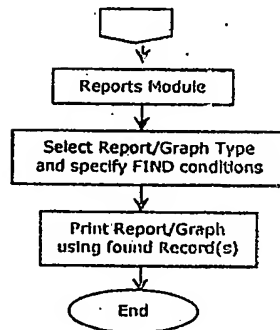 Reports Module
Select Report/Graph Type
and specify FIND conditions
Print Report/Graph
using found Record(s)
End